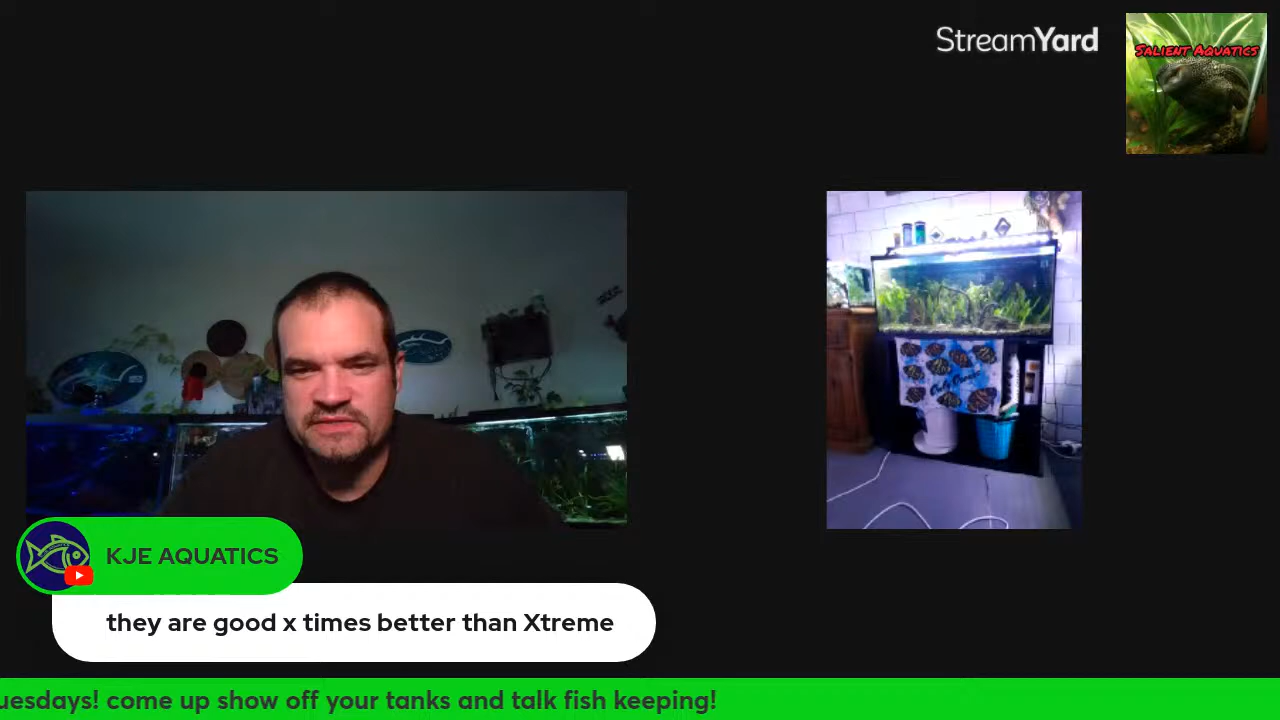 StreamYard
SALIENT AQUATICS
KJE AQUATICS
they are good x times better than Xtreme
uesdays! come up show off your tanks and talk fish keeping!